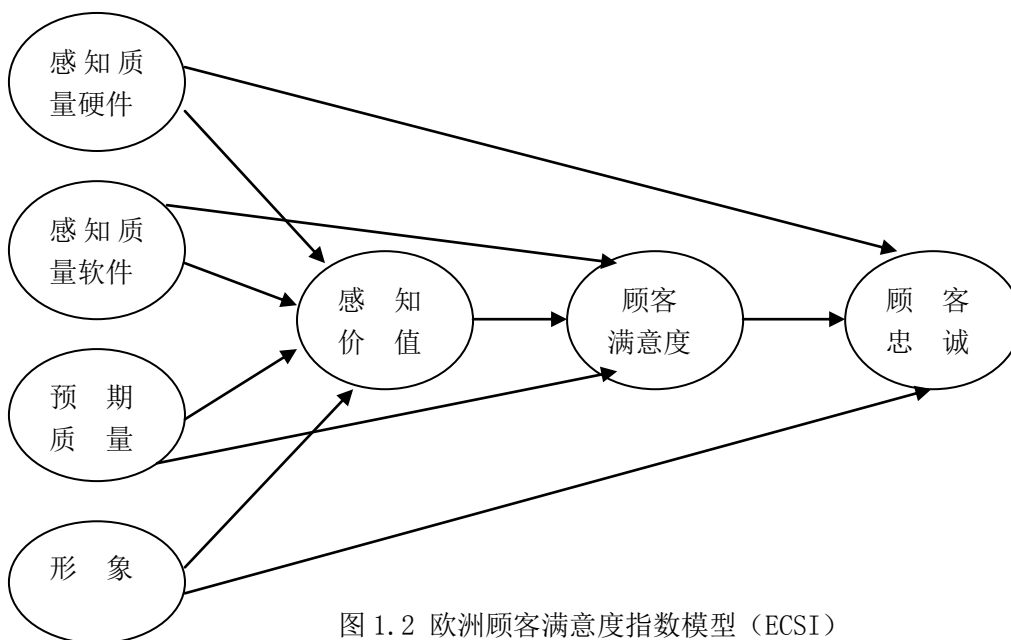 感知质
量硬件
感知质
量软件
预期
质量
形象
感知
价值
顾客
满意度
顾客
忠诚
图 1.2 欧洲顾客满意度指数模型（ECSI）